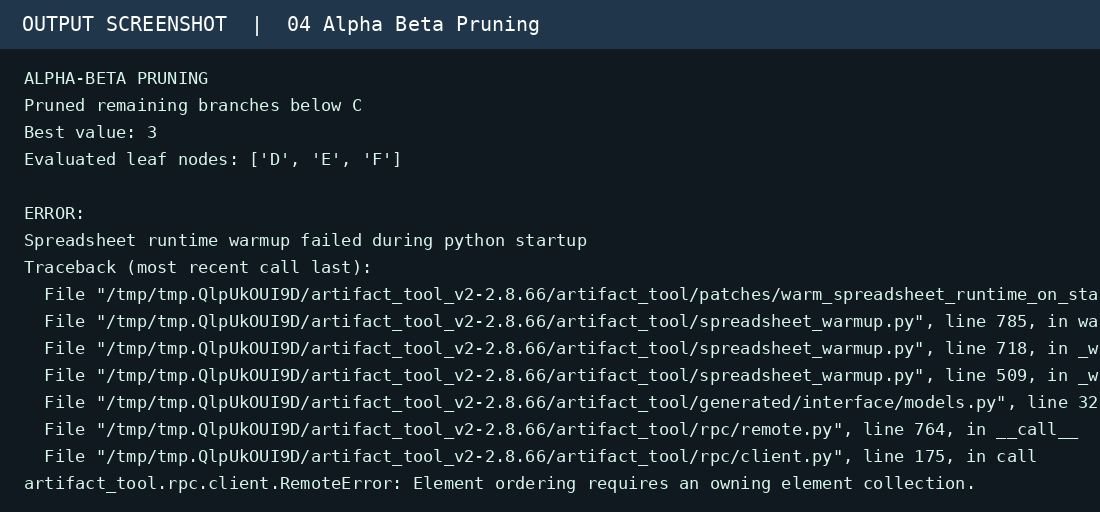 OUTPUT SCREENSHOT | 04 Alpha Beta Pruning
ALPHA-BETA PRUNING
Pruned remaining branches below C
Best value: 3
Evaluated leaf nodes: ['D', 'E', 'F']
ERROR:
Spreadsheet runtime warmup failed during python startup
Traceback (most recent call last):
File "/tmp/tmp.QlpUkOUI9D/artifact_tool_v2-2.8.66/artifact_tool/patches/warm_spreadsheet_runtime_on_sta
File "/tmp/tmp.QlpUkOUI9D/artifact_tool_v2-2.8.66/artifact_tool/spreadsheet_warmup.py", line 785, in wa
File "/tmp/tmp.QlpUkOUI9D/artifact_tool_v2-2.8.66/artifact_tool/spreadsheet_warmup.py", line 718, in _w
File "/tmp/tmp.QlpUkOUI9D/artifact_tool_v2-2.8.66/artifact_tool/spreadsheet_warmup.py", line 509, in _w
File "/tmp/tmp.QlpUkOUI9D/artifact_tool_v2-2.8.66/artifact_tool/generated/interface/models.py", line 32
File "/tmp/tmp.QlpUkOUI9D/artifact_tool_v2-2.8.66/artifact_tool/rpc/remote.py", line 764, in __call__
File "/tmp/tmp.QlpUkOUI9D/artifact_tool_v2-2.8.66/artifact_tool/rpc/client.py", line 175, in call
artifact_tool.rpc.client.RemoteError: Element ordering requires an owning element collection.